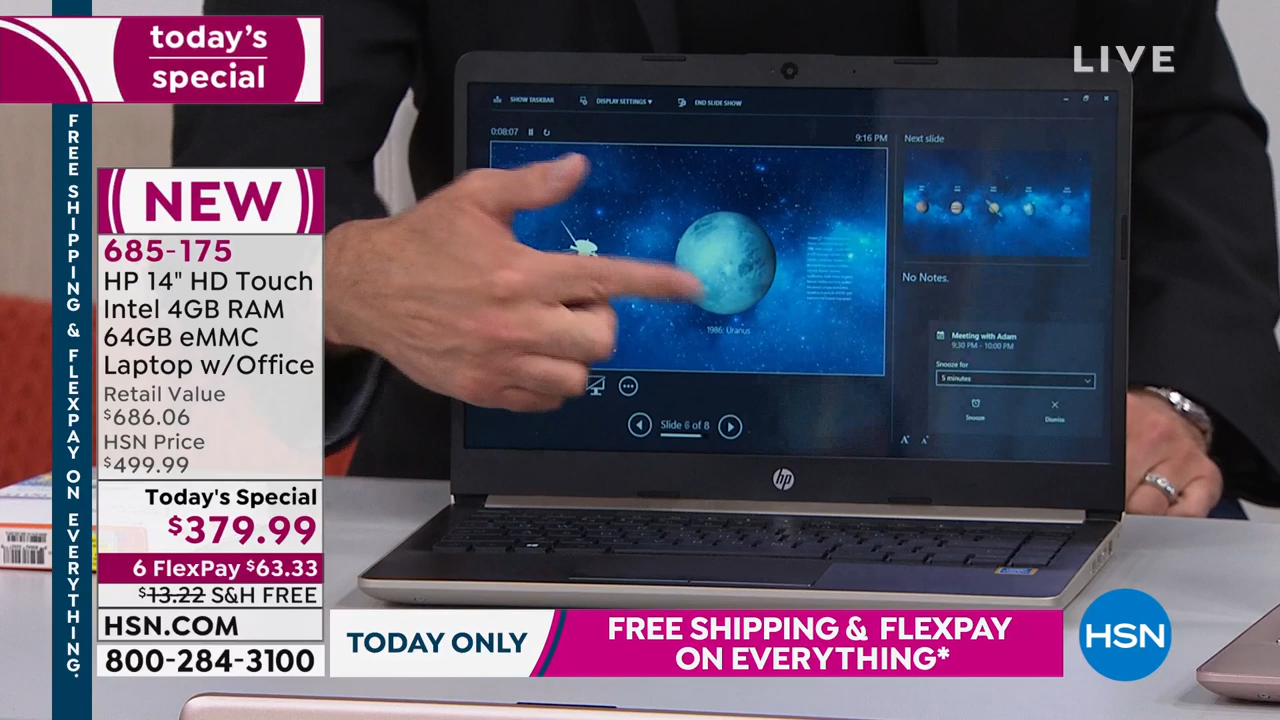 today's
special
LIVE
FREE SHIPPING & FLEXPAY ON EVERYTHING.
NEW
685-175
HP 14" HD Touch
Intel 4GB RAM
64GB eMMC
Laptop w/Office
Retail Value
$686.06
HSN Price
$499.99
Today's Special
$379.99
6 FlexPay $63.33
$13.22 S&H FREE
HSN.COM
800-284-3100
SHOW TASKBAR
DISPLAY SETTINGS ▼
END SLIDE SHOW
0:08:07
9:16 PM
Next slide
1986: Uranus
No Notes.
Meeting with Adam
9:30 PM - 10:00 PM
Snooze for
5 minutes
Snooze
Dismiss
Slide 6 of 8
A A
hp
TODAY ONLY
FREE SHIPPING & FLEXPAY
ON EVERYTHING*
HSN